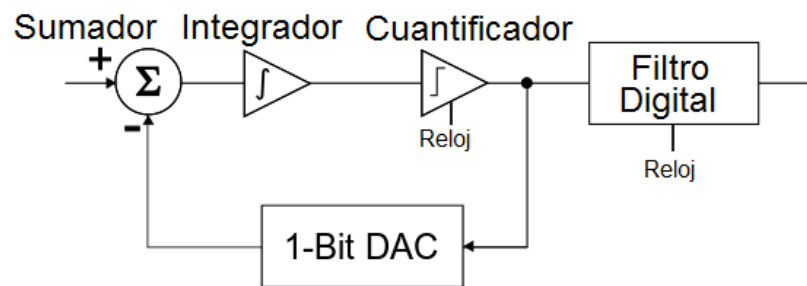 Sumador
Integrador
Cuantificador
+
Σ
∫
-
Filtro
Digital
Reloj
Reloj
1-Bit DAC